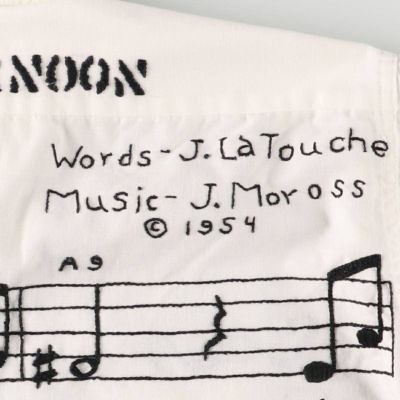 NOON
Words - J. LaTouche
Music - J. Moross
© 1954
A9